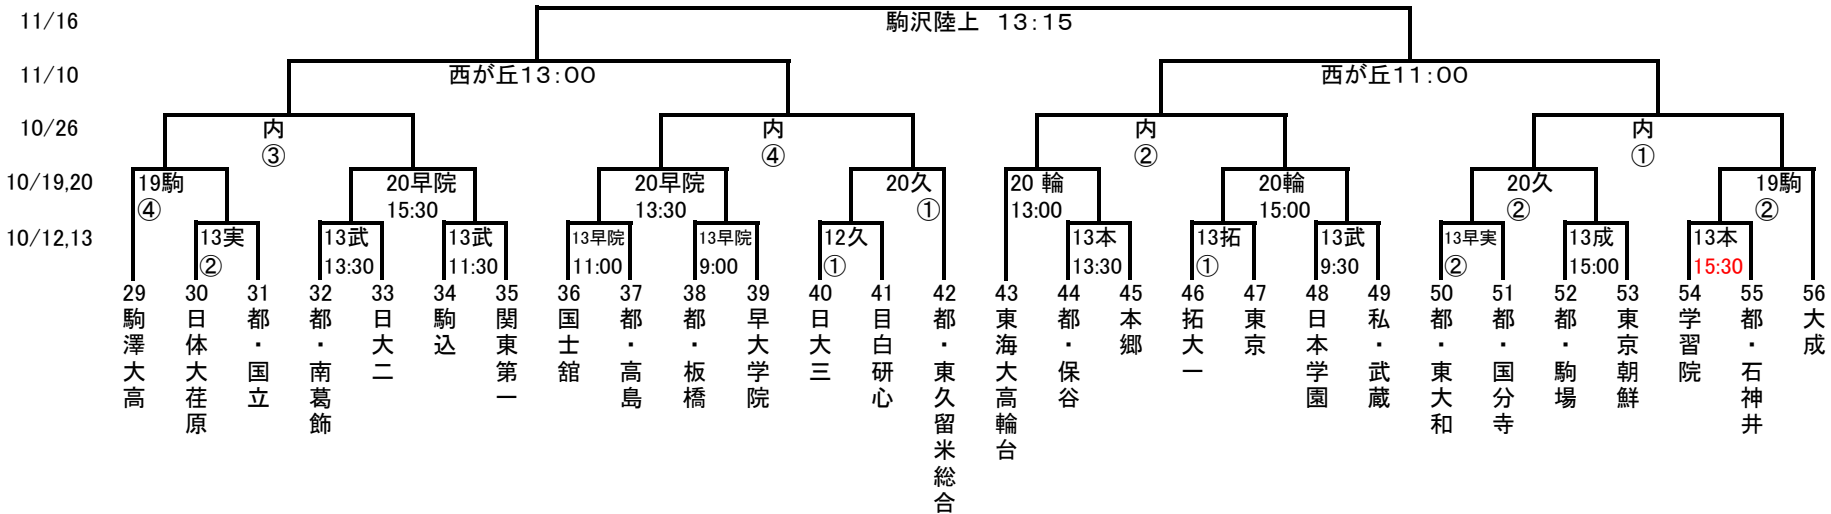 11/16
駒沢陸上　13:15
11/10
西が丘13:00
西が丘11:00
10/26
内
③
内
④
内
②
内
①
10/19,20
19駒
④
20早院
15:30
20早院
13:30
20久
①
20 輪
13:00
20輪
15:00
20久
②
19駒
②
10/12,13
13実
②
13武
13:30
13武
11:30
13早院
11:00
13早院
9:00
12久
①
13本
13:30
13拓
①
13武
9:30
13早実
②
13成
15:00
13本
15:30
29
駒澤大高
30
日体大荏原
31
都・国立
32
都・南葛飾
33
日大二
34
駒込
35
関東第一
36
国士舘
37
都・高島
38
都・板橋
39
早大学院
40
日大三
41
目白研心
42
都・東久留米総合
43
東海大高輪台
44
都・保谷
45
本郷
46
拓大一
47
東京
48
日本学園
49
私・武蔵
50
都・東大和
51
都・国分寺
52
都・駒場
53
東京朝鮮
54
学習院
55
都・石神井
56
大成